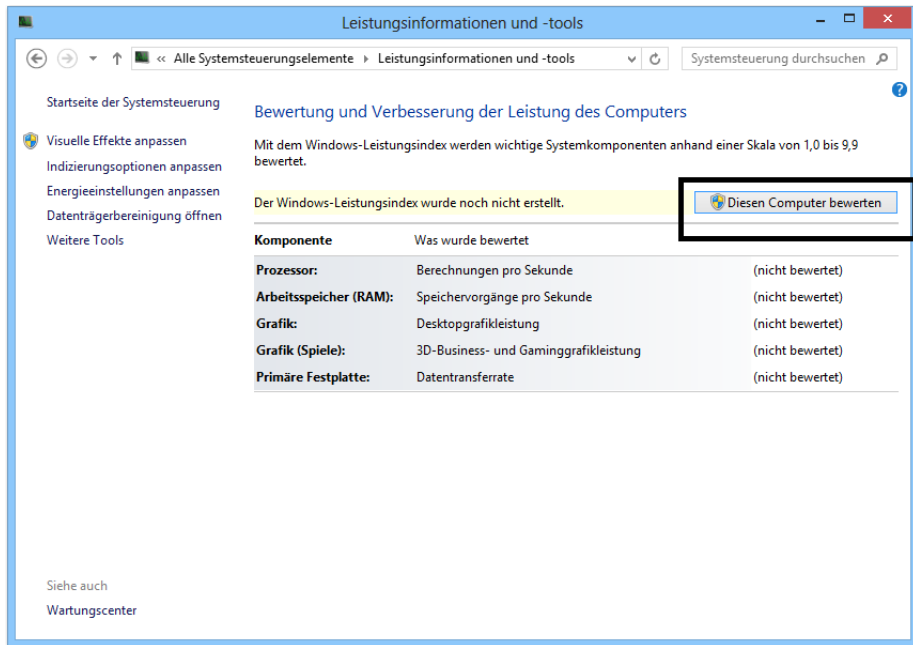 Leistungsinformationen und -tools
« Alle Systemsteuerungselemente Leistungsinformationen und -tools Systemsteuerung durchsuchen
Startseite der Systemsteuerung
Visuelle Effekte anpassen
Indizierungsoptionen anpassen
Energieeinstellungen anpassen
Datenträgerbereinigung öffnen
Weitere Tools
Bewertung und Verbesserung der Leistung des Computers
Mit dem Windows-Leistungsindex werden wichtige Systemkomponenten anhand einer Skala von 1,0 bis 9,9
bewertet.
Der Windows-Leistungsindex wurde noch nicht erstellt. Diesen Computer bewerten
Komponente Was wurde bewertet
Prozessor: Berechnungen pro Sekunde (nicht bewertet)
Arbeitsspeicher (RAM): Speichervorgänge pro Sekunde (nicht bewertet)
Grafik: Desktopgrafikleistung (nicht bewertet)
Grafik (Spiele): 3D-Business- und Gaminggrafikleistung (nicht bewertet)
Primäre Festplatte: Datentransferrate (nicht bewertet)
Siehe auch
Wartungscenter